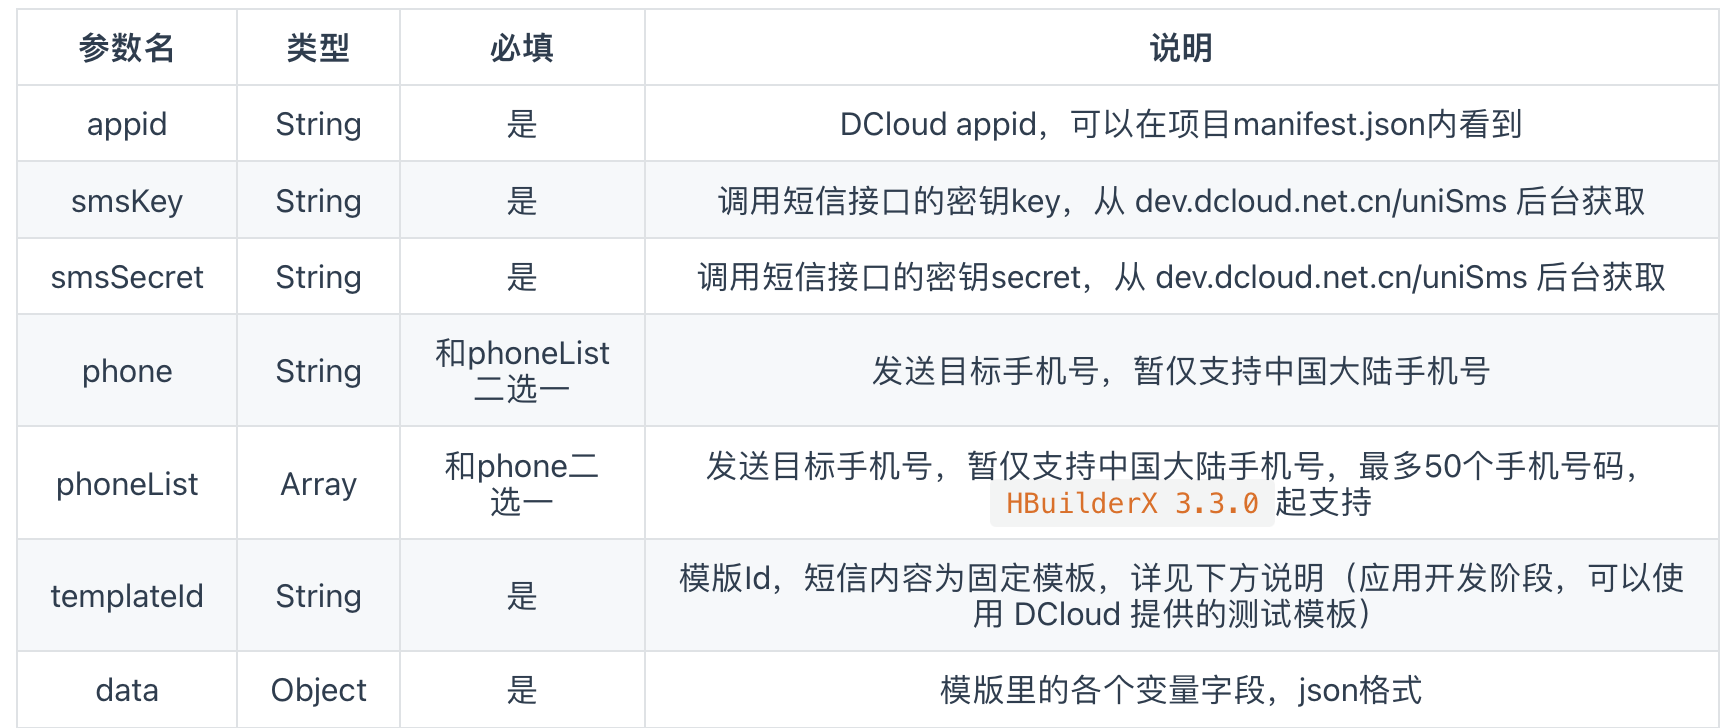 参数名 类型 必填 说明
appid String 是 DCloud appid，可以在项目manifest.json内看到
smsKey String 是 调用短信接口的密钥key，从 dev.dcloud.net.cn/uniSms 后台获取
smsSecret String 是 调用短信接口的密钥secret，从 dev.dcloud.net.cn/uniSms 后台获取
phone String 和phoneList
二选一 发送目标手机号，暂仅支持中国大陆手机号
phoneList Array 和phone二
选一 发送目标手机号，暂仅支持中国大陆手机号，最多50个手机号码，
HBuilderX 3.3.0 起支持
templateId String 是 模版Id，短信内容为固定模板，详见下方说明（应用开发阶段，可以使
用 DCloud 提供的测试模板）
data Object 是 模版里的各个变量字段，json格式